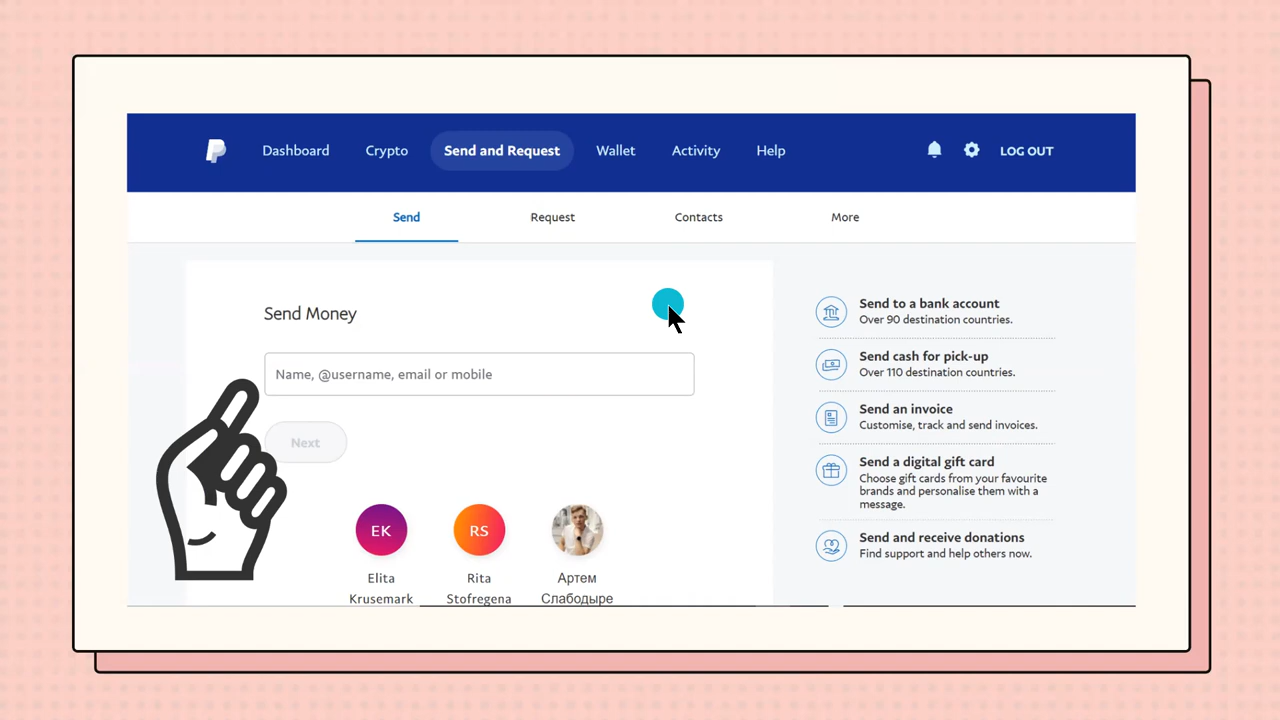 Dashboard Crypto Send and Request Wallet Activity Help LOG OUT
Send Request Contacts More
Send Money
Name, @username, email or mobile
Next
EK RS
Elita
Krusemark
Rita
Stofregena
Артем
Слабодыре
Send to a bank account
Over 90 destination countries.
Send cash for pick-up
Over 110 destination countries.
Send an invoice
Customise, track and send invoices.
Send a digital gift card
Choose gift cards from your favourite
brands and personalise them with a
message.
Send and receive donations
Find support and help others now.